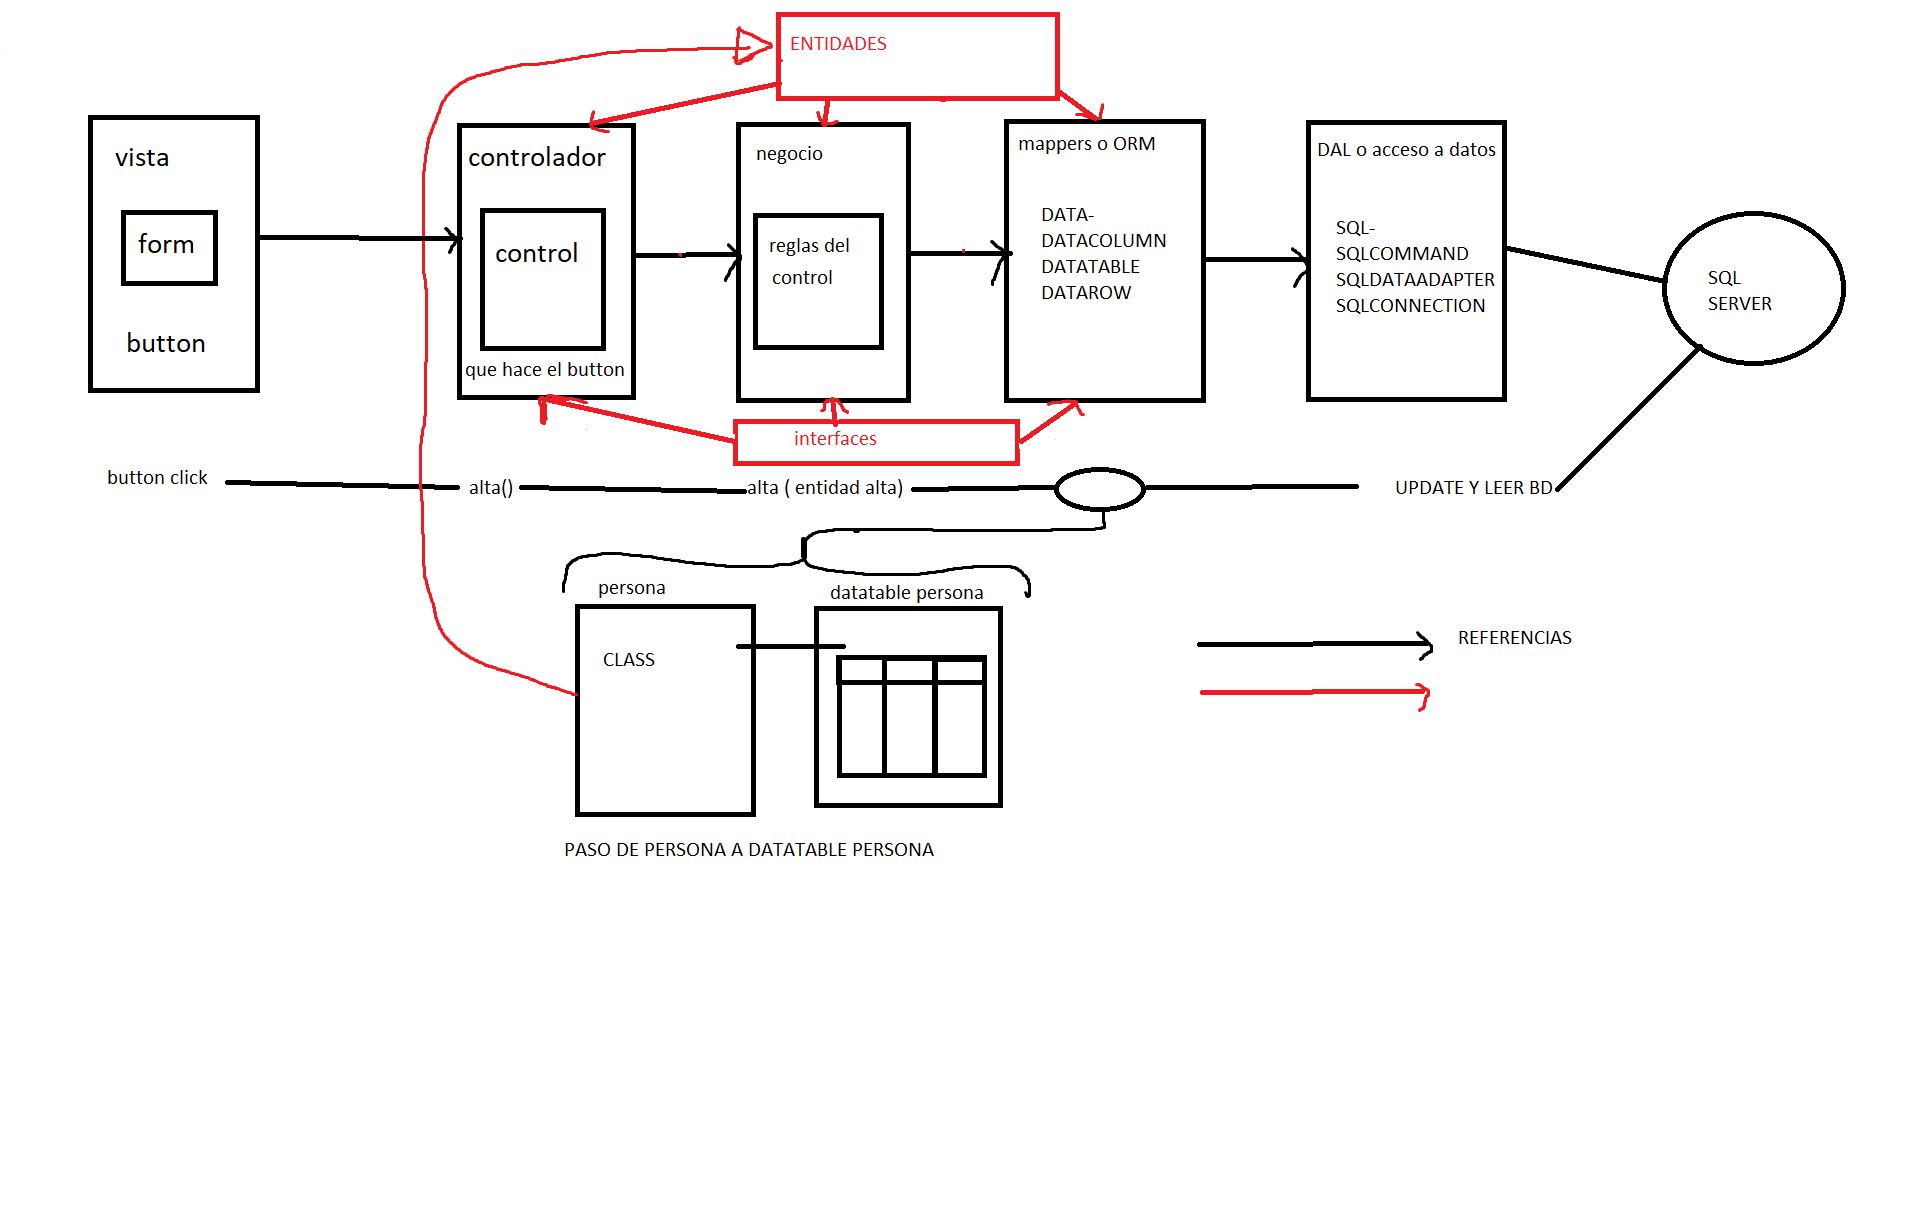 ENTIDADES
vista
form
button
controlador
control
que hace el button
negocio
reglas del
control
mappers o ORM
DATA-
DATACOLUMN
DATATABLE
DATAROW
DAL o acceso a datos
SQL-
SQLCOMMAND
SQLDATAADAPTER
SQLCONNECTION
SQL
SERVER
interfaces
button click
alta()
alta ( entidad alta)
UPDATE Y LEER BD
persona
datatable persona
CLASS
REFERENCIAS
PASO DE PERSONA A DATATABLE PERSONA